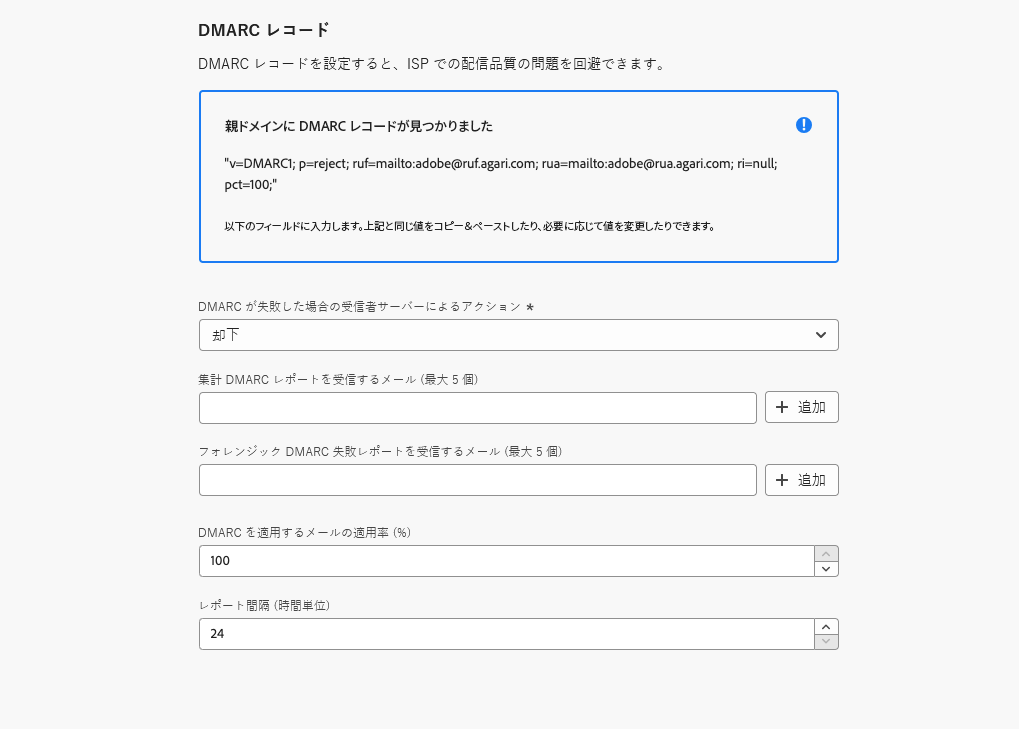 DMARC レコード
DMARC レコードを設定すると、ISP での配信品質の問題を回避できます。
親ドメインに DMARC レコードが見つかりました
"v=DMARC1; p=reject; ruf=mailto:adobe@ruf.agari.com; rua=mailto:adobe@rua.agari.com; ri=null;
pct=100;"
以下のフィールドに入力します。上記と同じ値をコピー&ペーストしたり、必要に応じて値を変更したりできます。
DMARC が失敗した場合の受信者サーバーによるアクション *
却下
集計 DMARC レポートを受信するメール (最大 5 個)
+ 追加
フォレンジック DMARC 失敗レポートを受信するメール (最大 5 個)
+ 追加
DMARC を適用するメールの適用率 (%)
100
レポート間隔 (時間単位)
24